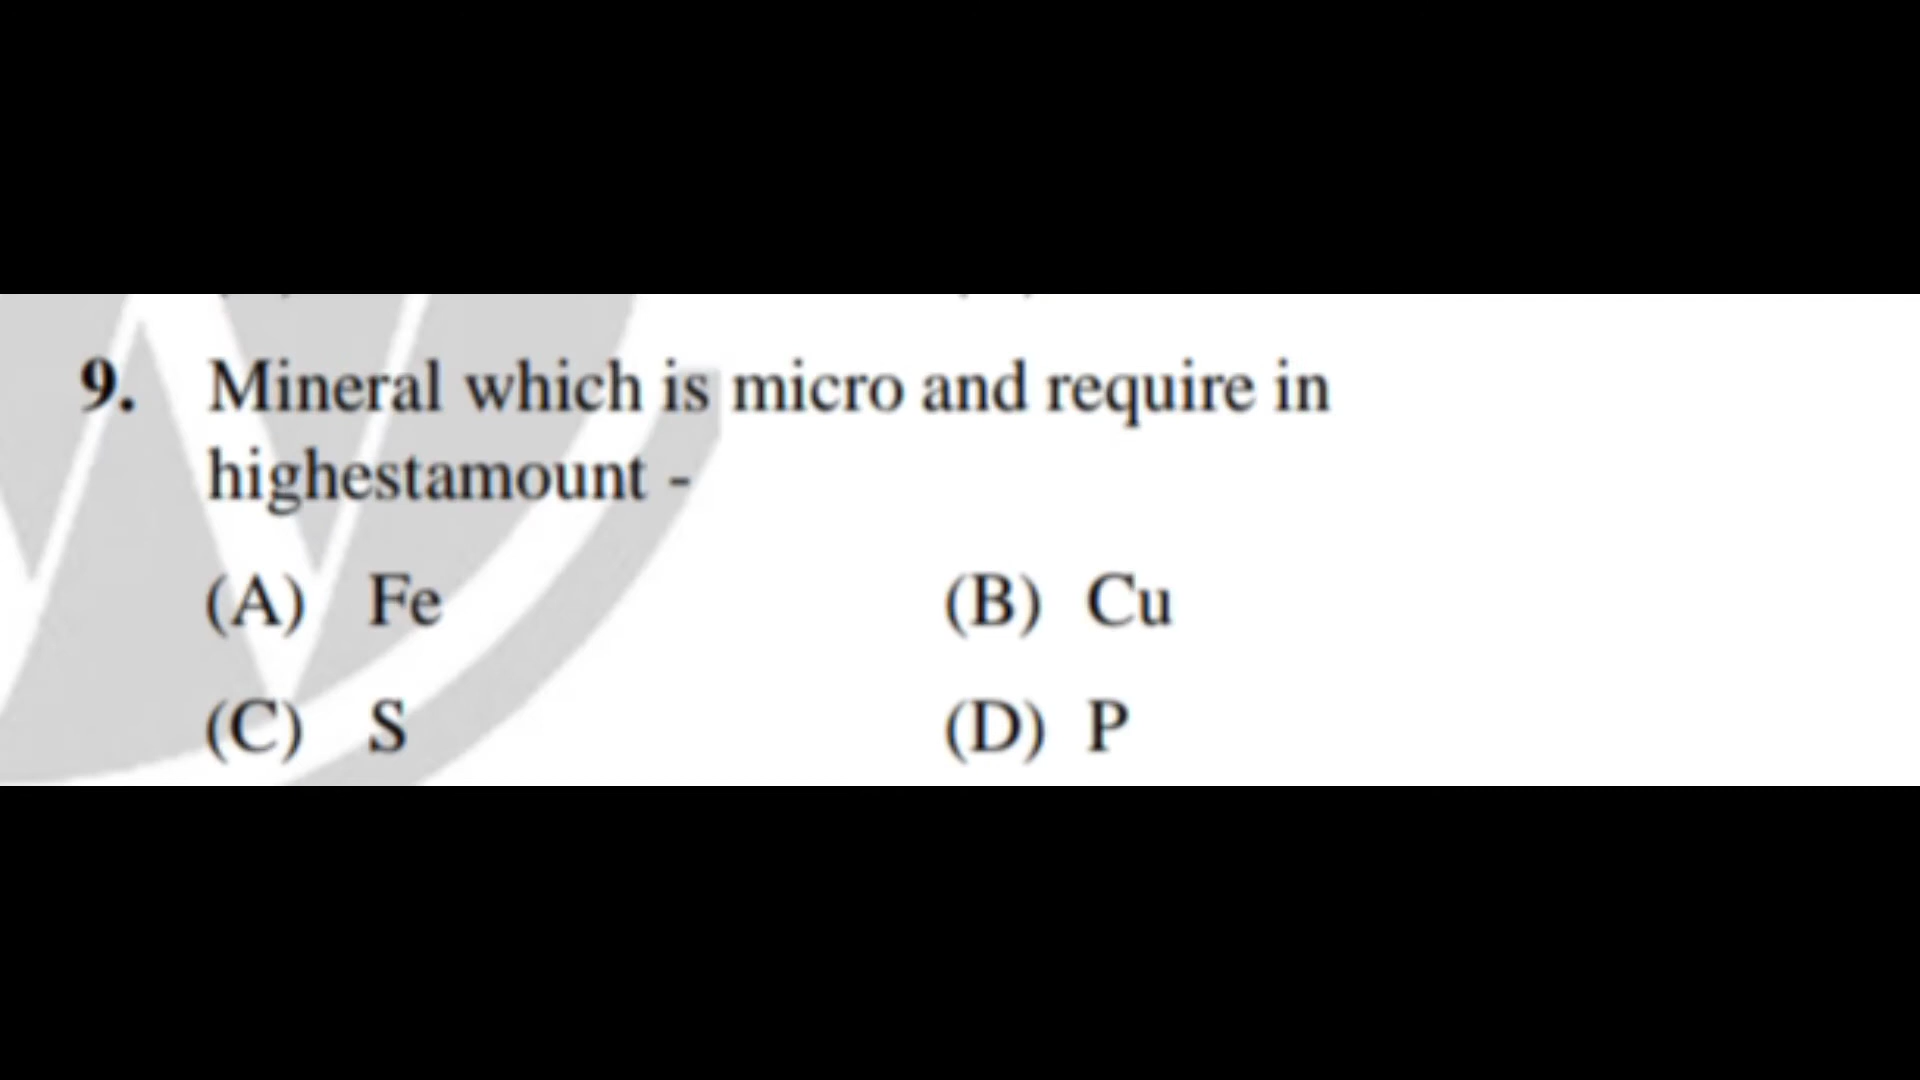 9. Mineral which is micro and require in
highestamount -
(A) Fe (B) Cu
(C) S (D) P